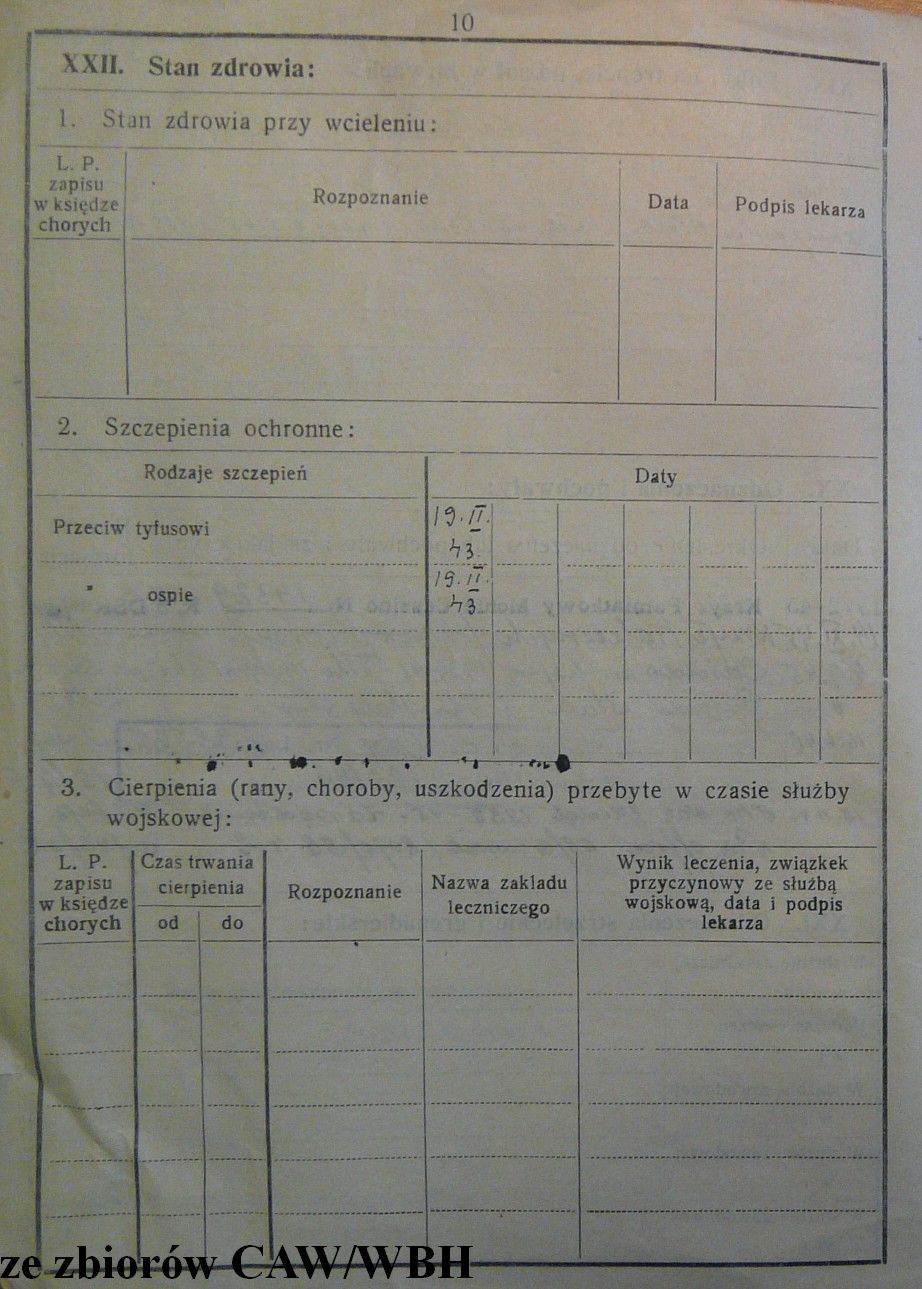 10
XXII. Stan zdrowia:
1. Stan zdrowia przy wcieleniu:
L. P.
zapisu
w księdze
chorych
Rozpoznanie
Data
Podpis lekarza
2. Szczepienia ochronne:
Rodzaje szczepień
Daty
Przeciw tyfusowi
19.II.
43.
" ospie
19.II.
43.
3. Cierpienia (rany, choroby, uszkodzenia) przebyte w czasie służby
wojskowej:
L. P.
zapisu
w księdze
chorych
Czas trwania
cierpienia
od
do
Rozpoznanie
Nazwa zakladu
leczniczego
Wynik leczenia, związkek
przyczynowy ze służbą
wojskową, data i podpis
lekarza
ze zbiorów CAW/WBH